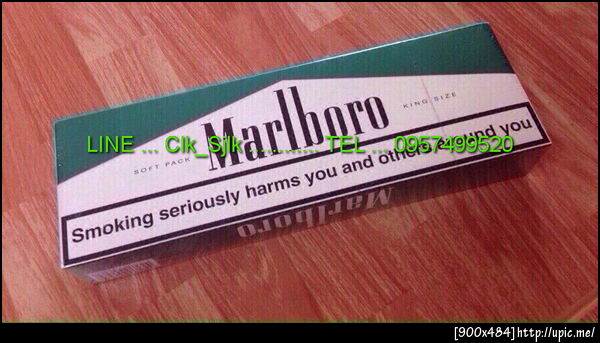 Marlboro
KING SIZE
SOFT PACK
LINE ... Clk_Sjlk ............. TEL ... 0957499520
Smoking seriously harms you and others around you
Marlboro
[900x484]http://upic.me/